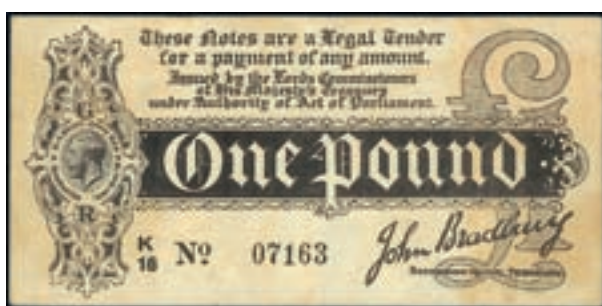 These Notes are a Legal Tender
for a payment of any amount.
Issued by the Lords Commissioners
of His Majesty's Treasury
under Authority of Act of Parliament.
£
G
One Pound
R
K
16
Nº 07163
John Bradbury